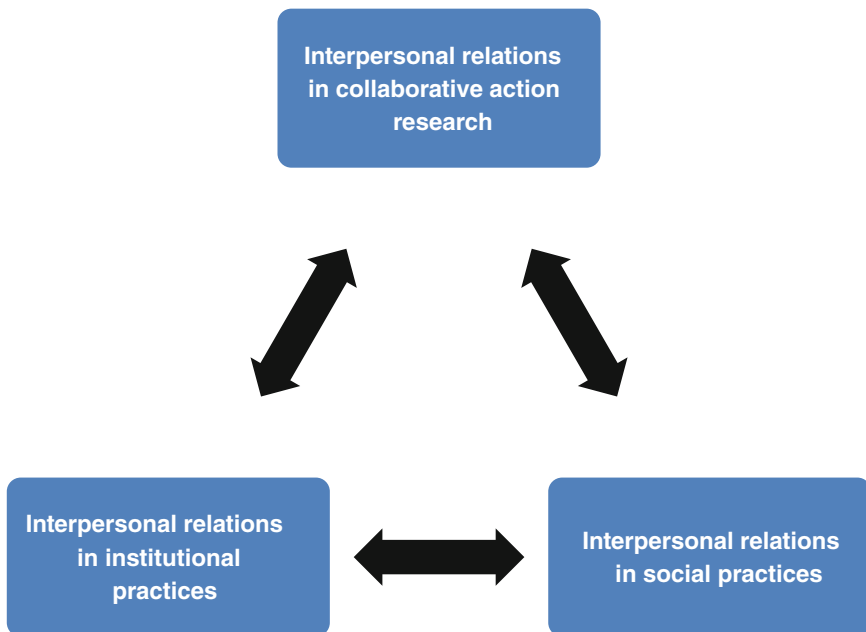 Interpersonal relations
in collaborative action
research
Interpersonal relations
in institutional
practices
Interpersonal relations
in social practices